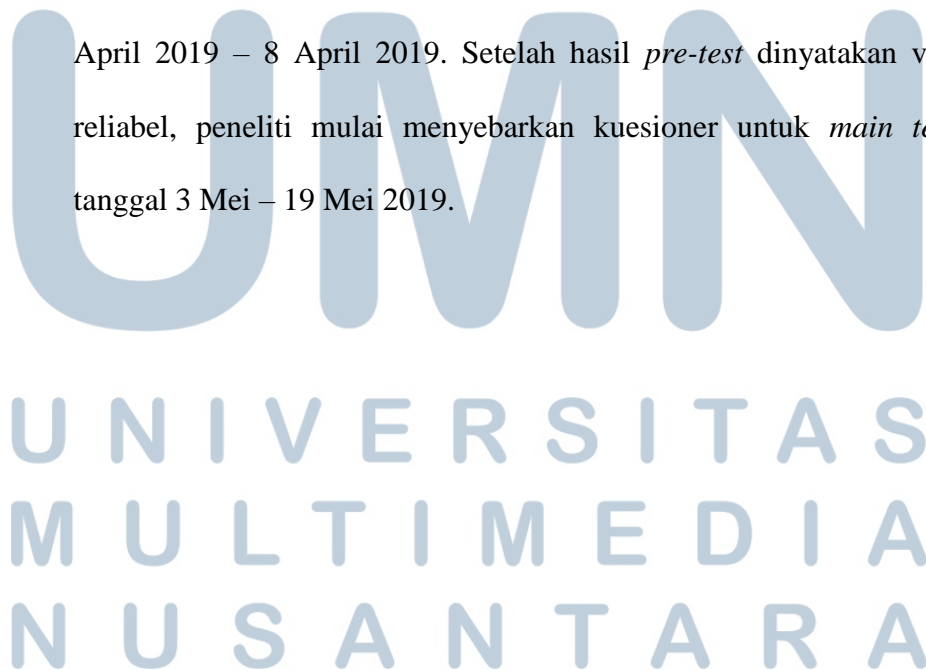 April 2019 – 8 April 2019. Setelah hasil pre-test dinyatakan
reliabel, peneliti mulai menyebarkan kuesioner untuk main
tanggal 3 Mei – 19 Mei 2019.
UMN
UNIVERSITAS
MULTIMEDIA
NUSANTARA